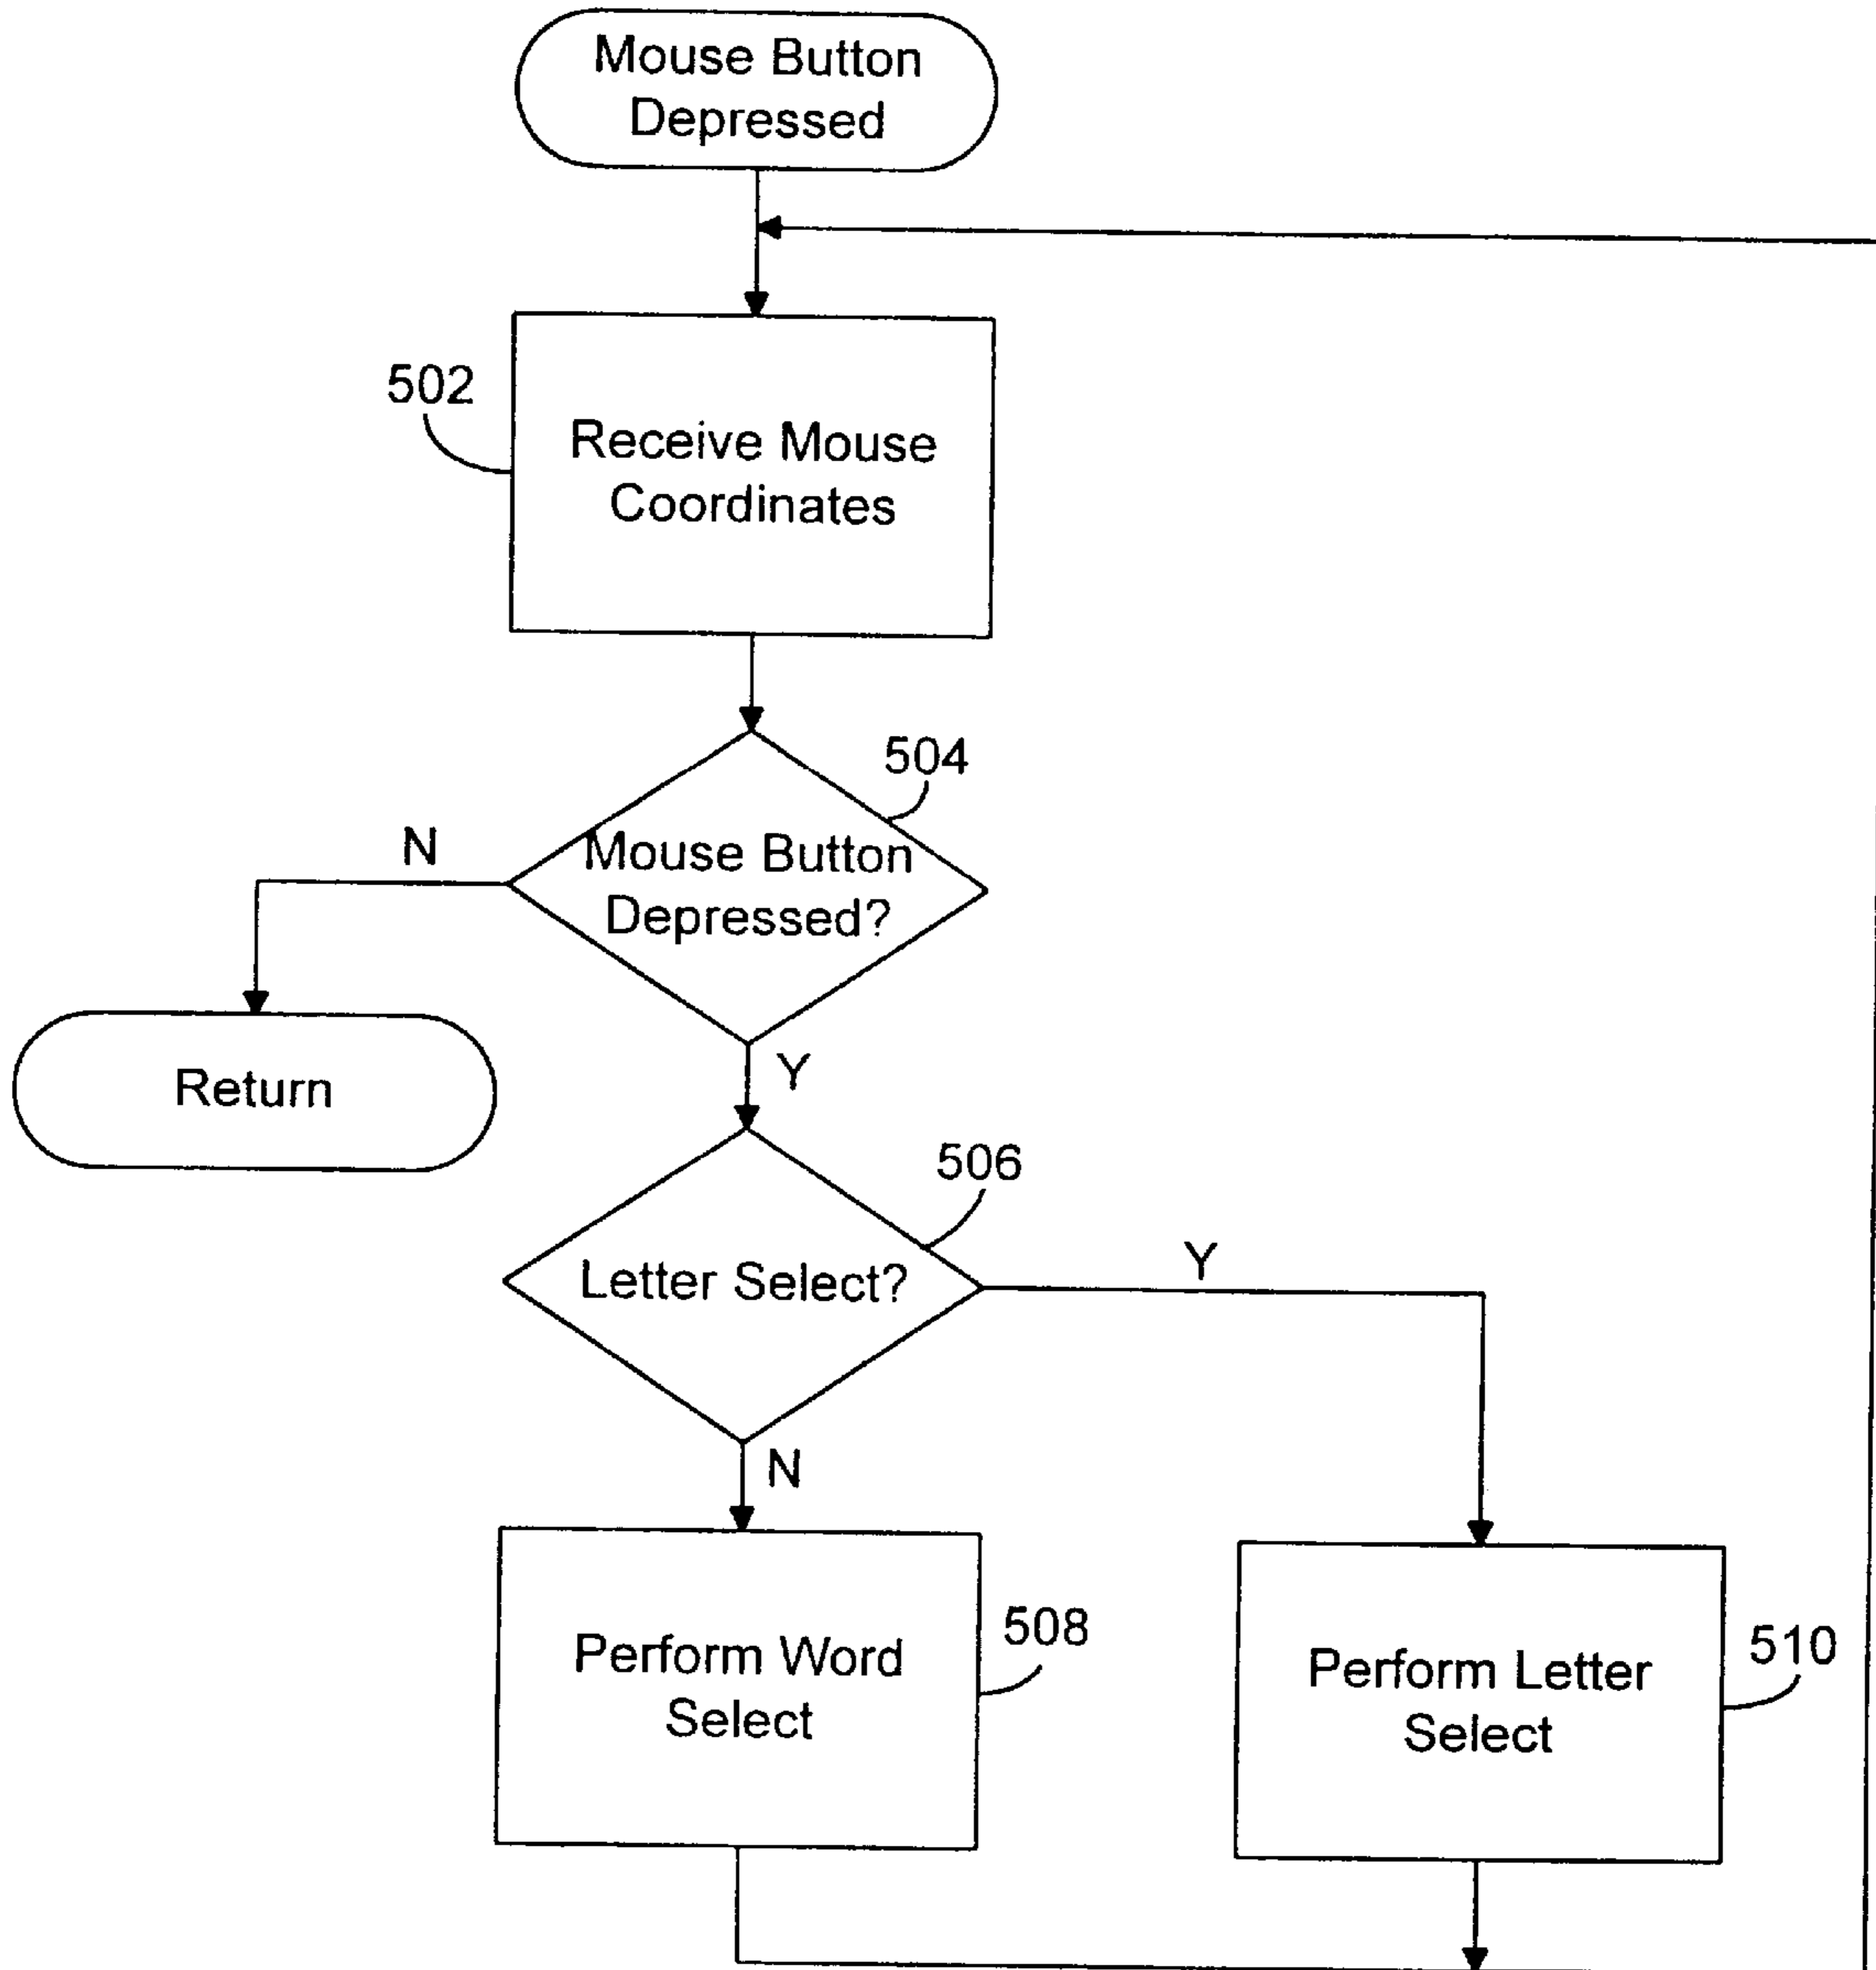 Mouse Button
Depressed
502
Receive Mouse
Coordinates
504
N
Mouse Button
Depressed?
Return
Y
506
Letter Select?
Y
N
Perform Word
Select
508
Perform Letter
Select
510